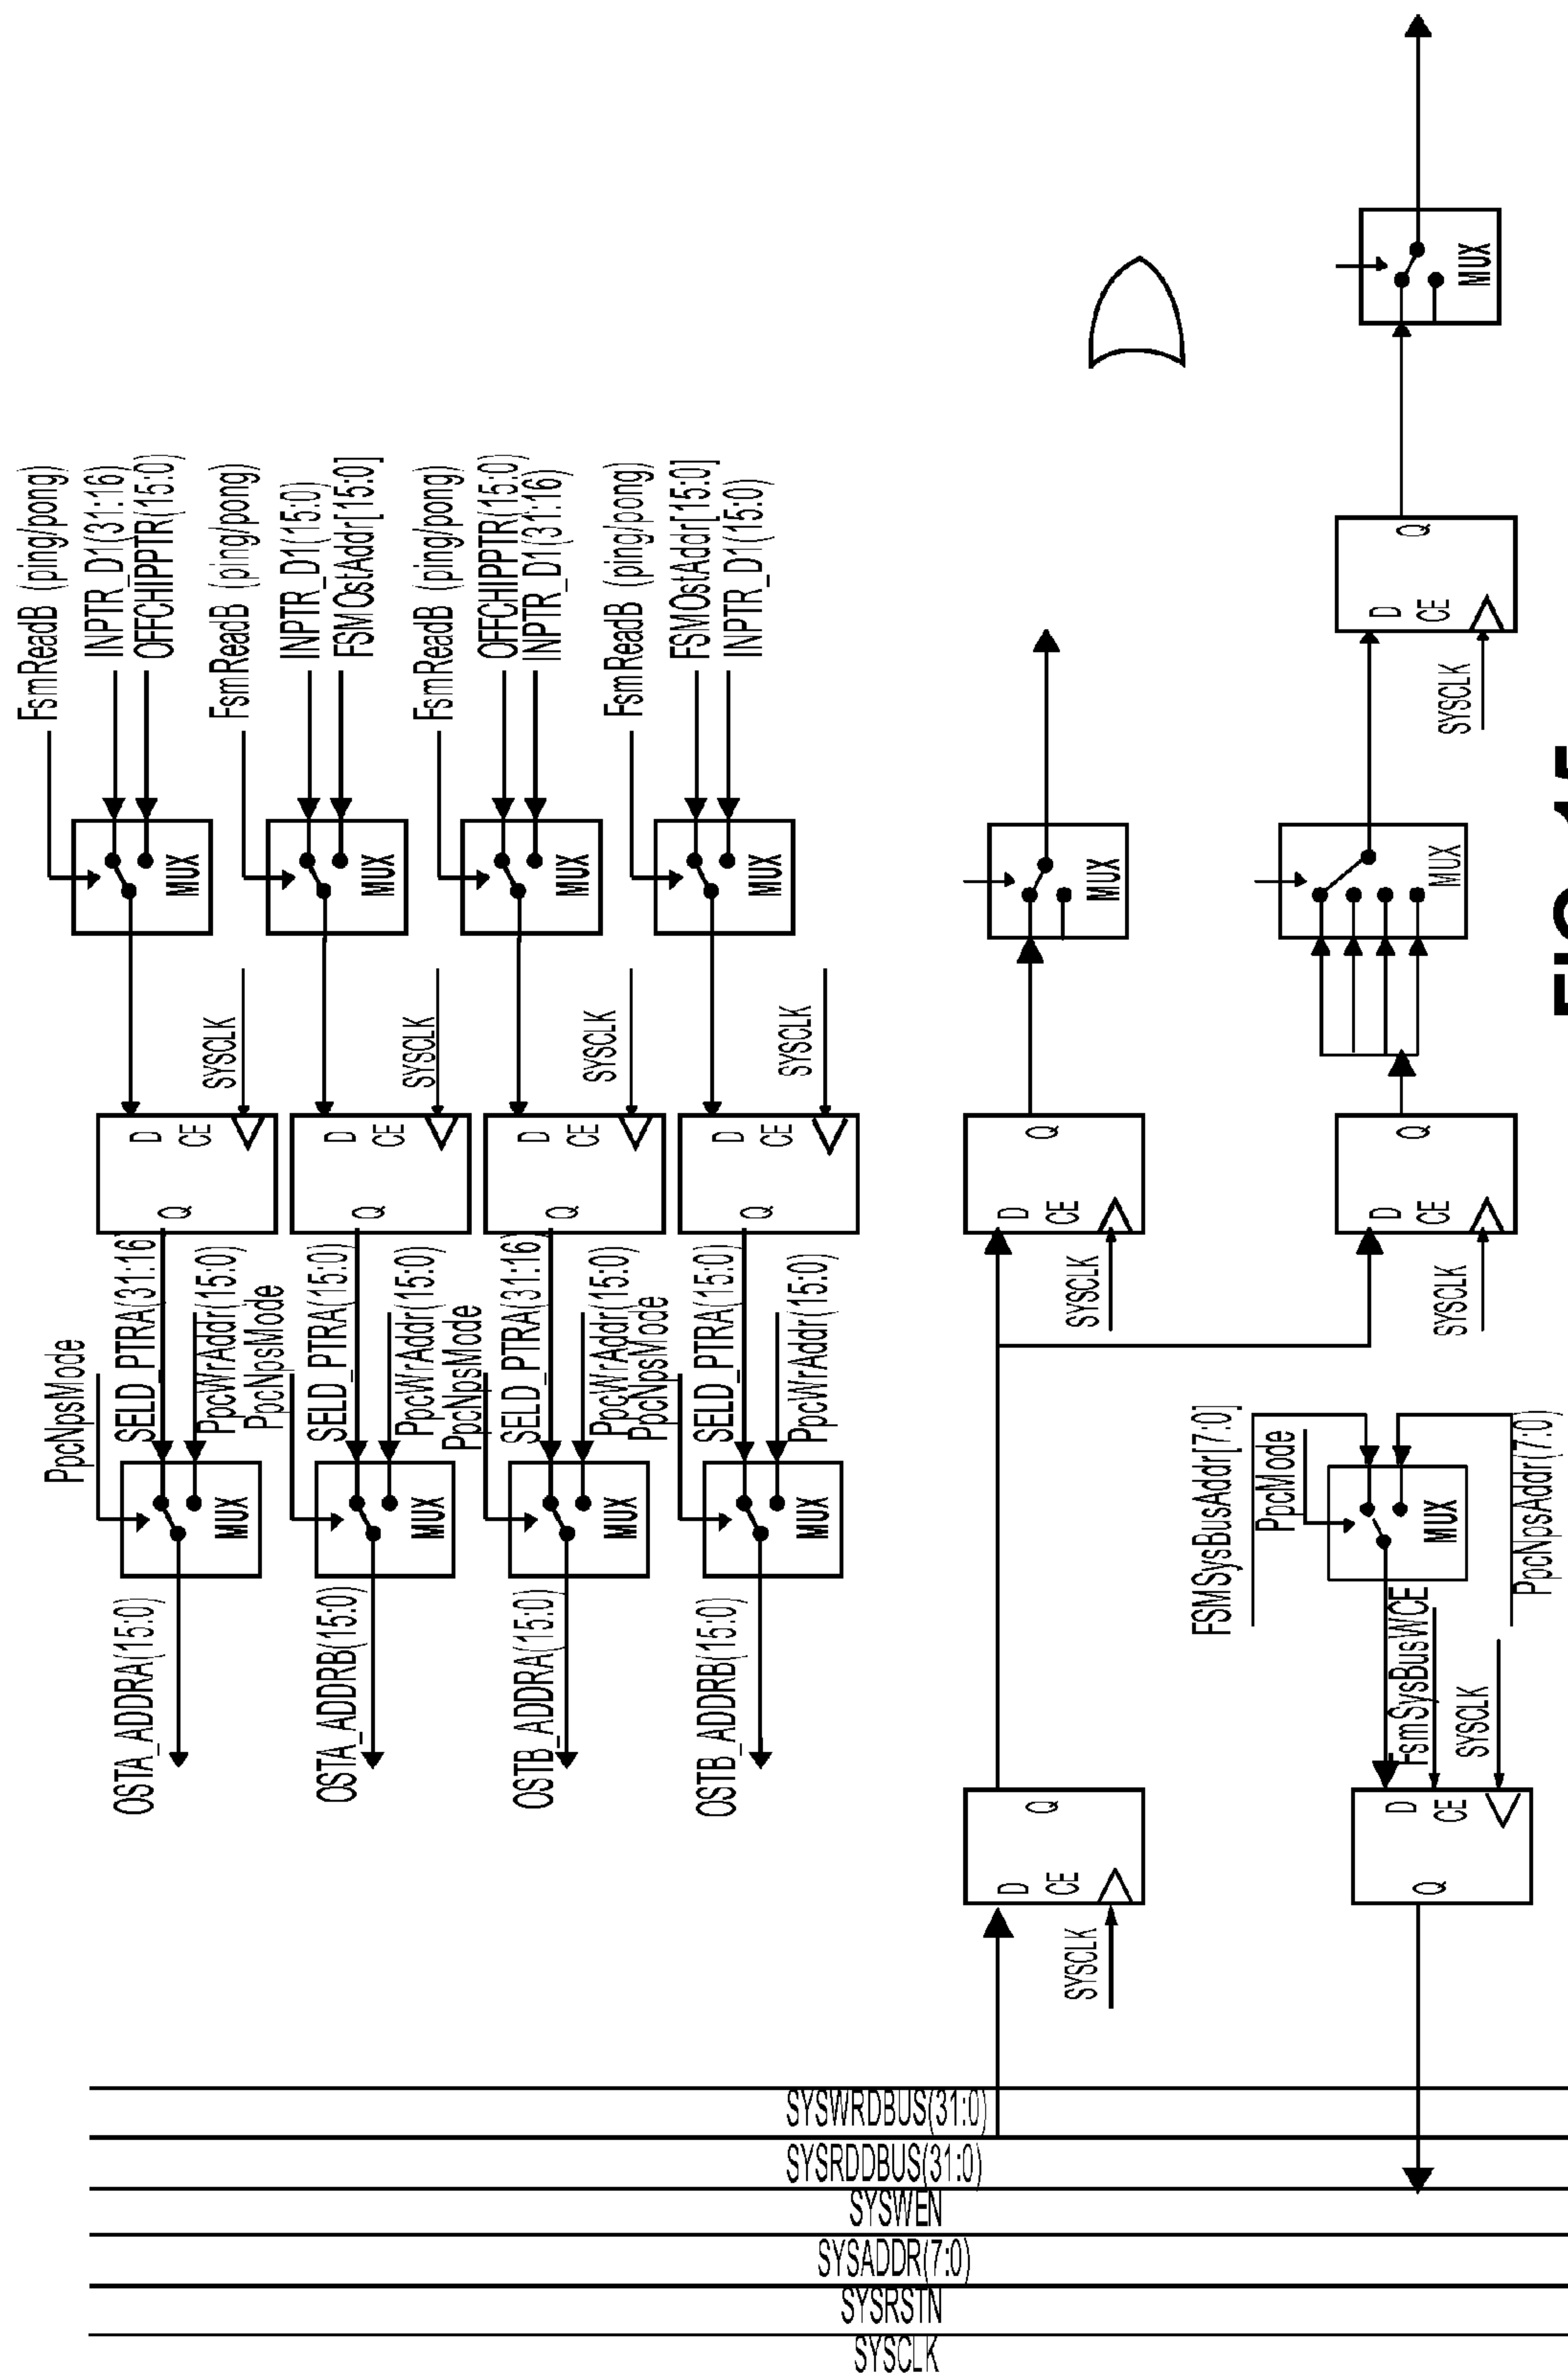 FsmReadB (ping/pong)
INPTR_D1(31:16)
OFFCHIPPTR(15:0)
MUX
D
CE
Q
SELD_PTRA(31:16)
PpcWrAddr(15:0)
PpcNpsMode
MUX
OSTA_ADDRA(15:0)
FsmReadB (ping/pong)
INPTR_D1(15:0)
FSMOstAddr[15:0]
MUX
SYSCLK
D
CE
Q
SELD_PTRA(15:0)
PpcWrAddr(15:0)
PpcNpsMode
MUX
OSTA_ADDRB(15:0)
FsmReadB (ping/pong)
OFFCHIPPTR(15:0)
INPTR_D1(31:16)
MUX
SYSCLK
D
CE
Q
SELD_PTRA(31:16)
PpcWrAddr(15:0)
PpcNpsMode
MUX
OSTB_ADDRA(15:0)
FsmReadB (ping/pong)
FSMOstAddr[15:0]
INPTR_D1(15:0)
MUX
SYSCLK
SYSCLK
D
CE
Q
SELD_PTRA(15:0)
PpcWrAddr(15:0)
PpcNpsMode
MUX
OSTB_ADDRB(15:0)
D
CE
Q
SYSCLK
D
CE
Q
SYSCLK
MUX
D
CE
Q
SYSCLK
MUX
D
CE
Q
SYSCLK
MUX
FSMSysBusAddr[7:0]
PpcMode
MUX
PpcNpsAddr(7:0)
FsmSysBusWCE
SYSCLK
D
CE
Q
SYSWRDBUS(31:0)
SYSRDDBUS(31:0)
SYSWEN
SYSADDR(7:0)
SYSRSTN
SYSCLK